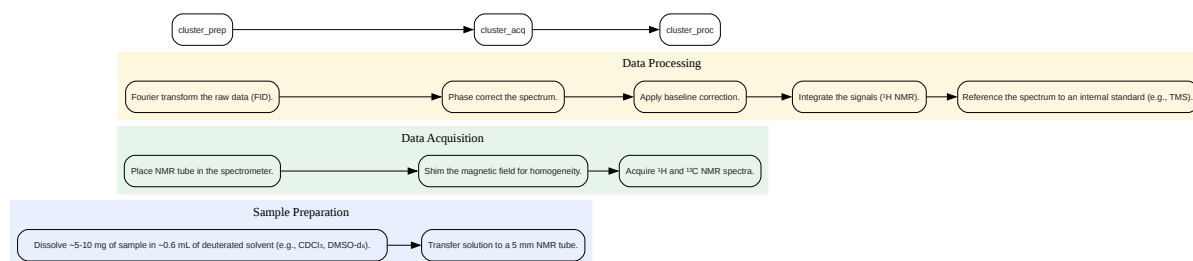 cluster_prep
cluster_acq
cluster_proc
Data Processing
Fourier transform the raw data (FID).
Phase correct the spectrum.
Apply baseline correction.
Integrate the signals (¹H NMR).
Reference the spectrum to an internal standard (e.g., TMS).
Data Acquisition
Place NMR tube in the spectrometer.
Shim the magnetic field for homogeneity.
Acquire ¹H and ¹³C NMR spectra.
Sample Preparation
Dissolve ~5-10 mg of sample in ~0.6 mL of deuterated solvent (e.g., CDCl₃, DMSO-d₆).
Transfer solution to a 5 mm NMR tube.